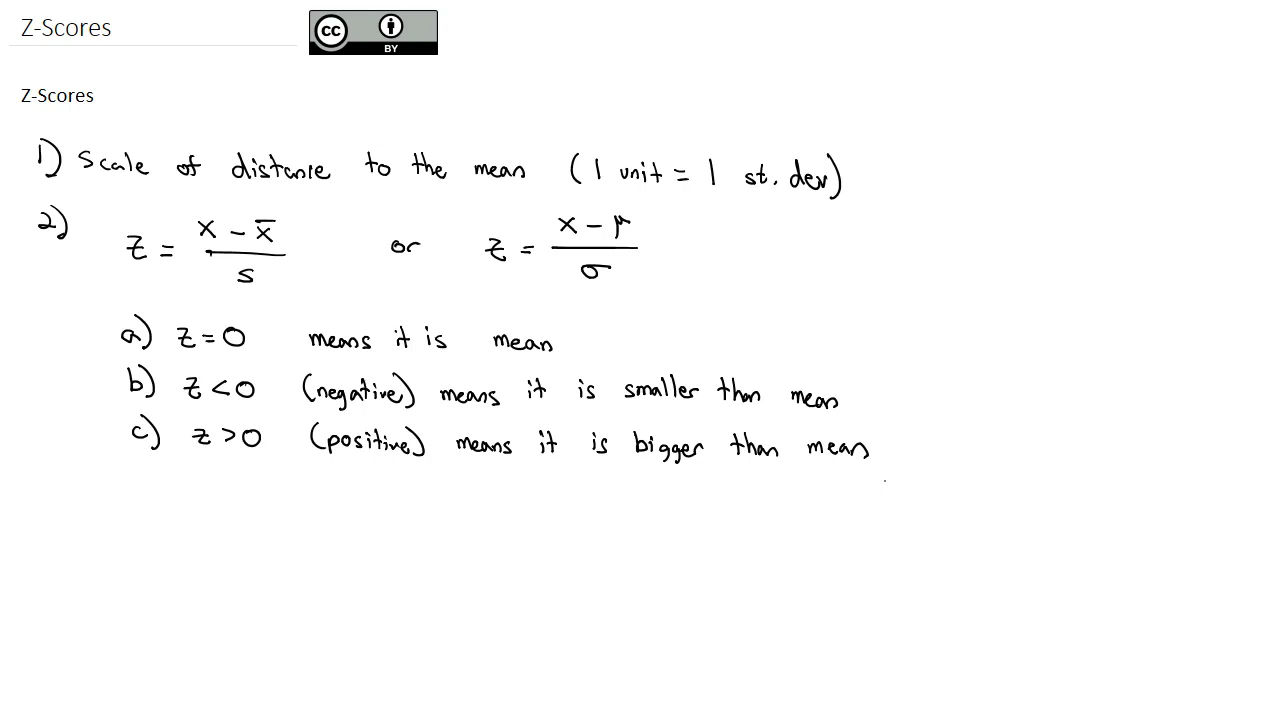 Z-Scores
cc BY
Z-Scores
1) Scale of distance to the mean (1 unit = 1 st. dev)
2) z = (x - x̄)/s or z = (x - μ)/σ
a) z = 0 means it is mean
b) z < 0 (negative) means it is smaller than mean
c) z > 0 (positive) means it is bigger than mean